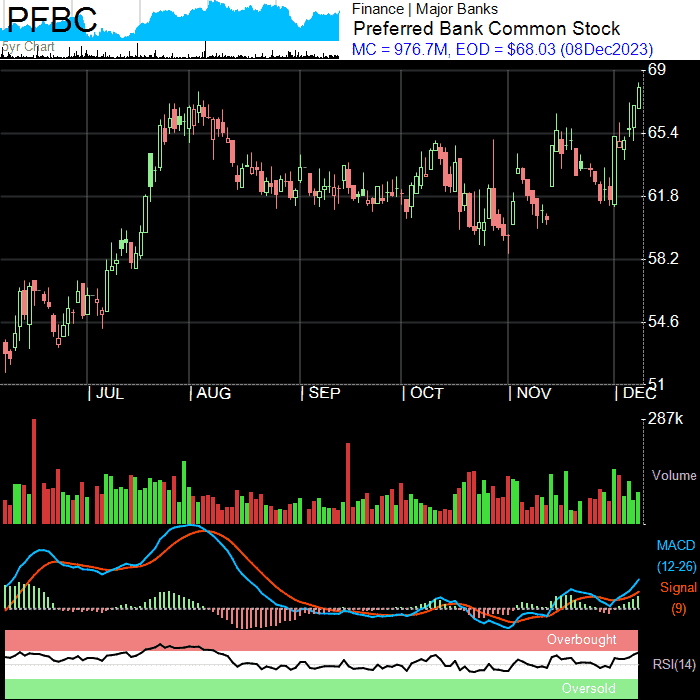 PFBC
5yr Chart
Finance | Major Banks
Preferred Bank Common Stock
MC = 976.7M, EOD = $68.03 (08Dec2023)
69
65.4
61.8
58.2
54.6
51
| JUL | AUG | SEP | OCT | NOV | DEC
287k
Volume
MACD
(12-26)
Signal
(9)
Overbought
RSI(14)
Oversold